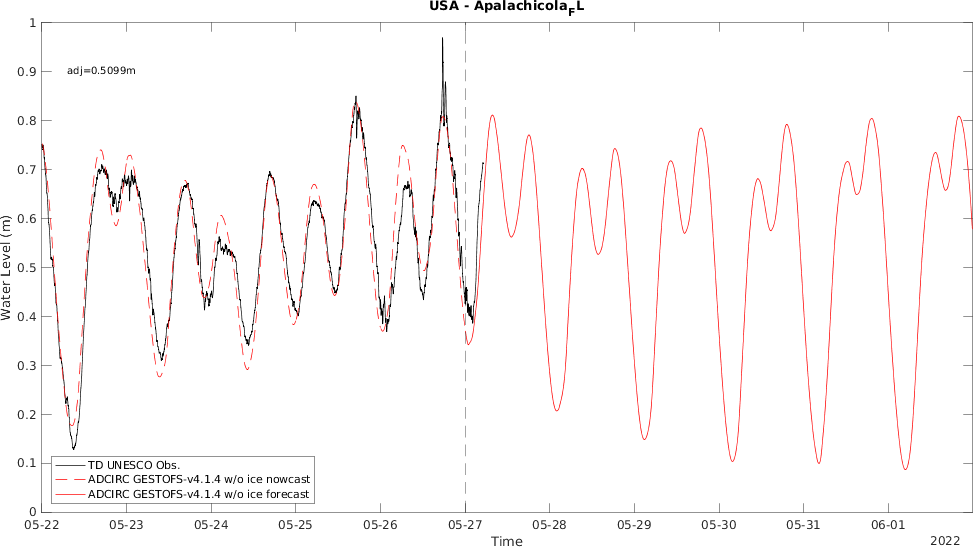 USA - Apalachicola_FL
adj=0.5099m
Water Level (m)
1
0.9
0.8
0.7
0.6
0.5
0.4
0.3
0.2
0.1
0
TD UNESCO Obs.
ADCIRC GESTOFS-v4.1.4 w/o ice nowcast
ADCIRC GESTOFS-v4.1.4 w/o ice forecast
05-22 05-23 05-24 05-25 05-26 05-27 05-28 05-29 05-30 05-31 06-01
Time
2022